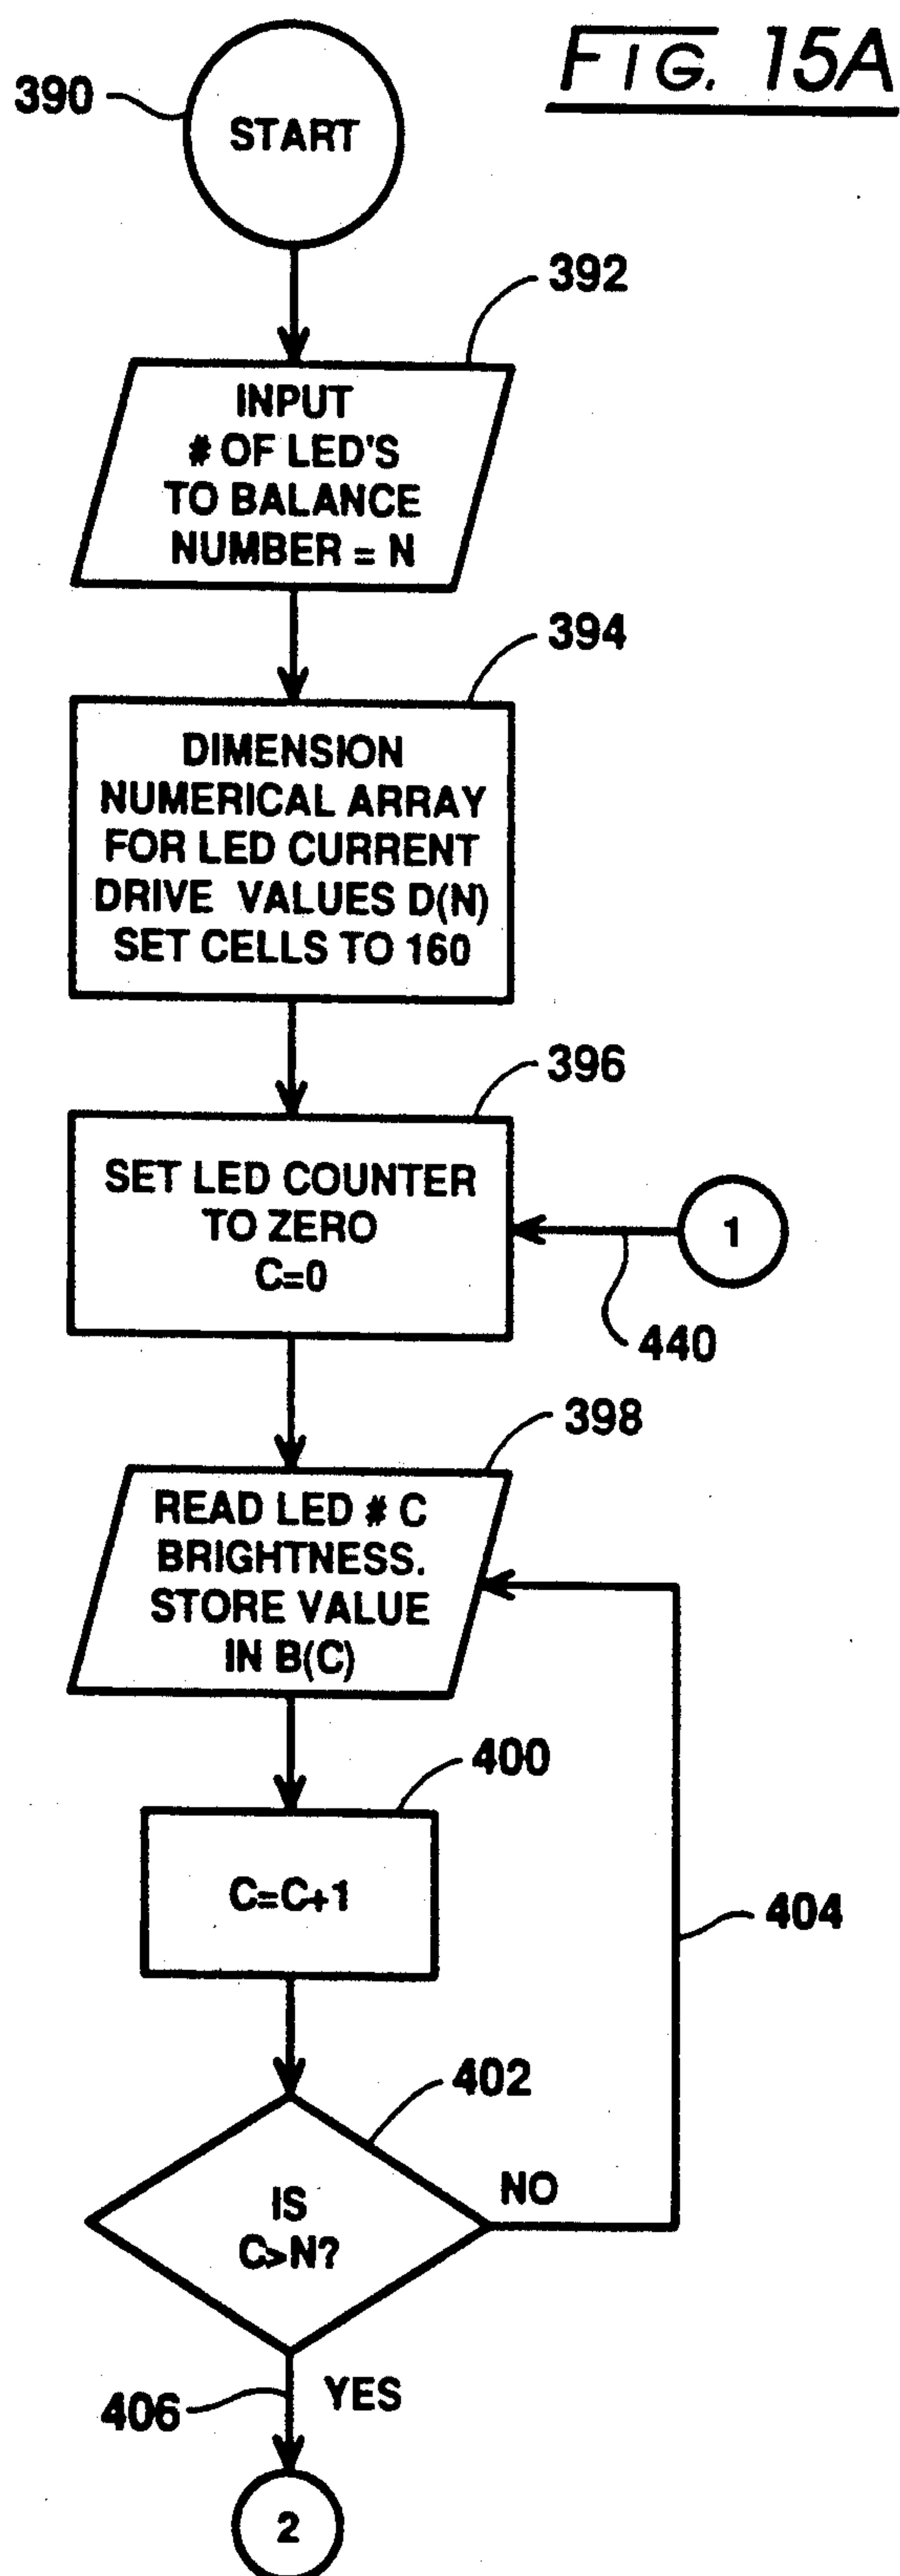 FIG. 15A
390
START
392
INPUT
# OF LED'S
TO BALANCE
NUMBER = N
394
DIMENSION
NUMERICAL ARRAY
FOR LED CURRENT
DRIVE VALUES D(N)
SET CELLS TO 160
396
SET LED COUNTER
TO ZERO
C=0
1
440
398
READ LED # C
BRIGHTNESS.
STORE VALUE
IN B(C)
400
C=C+1
404
402
IS
C>N?
NO
406
YES
2